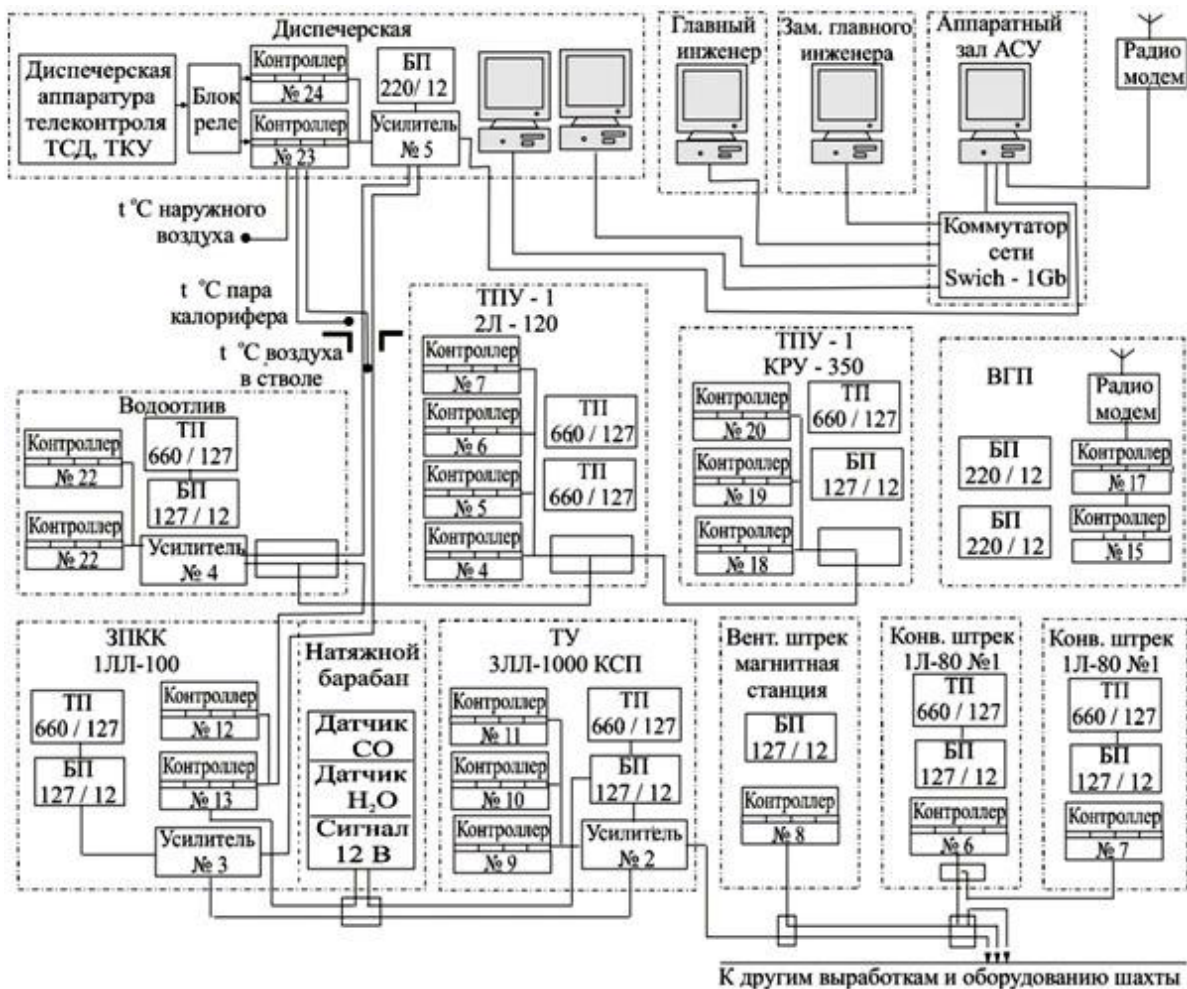 Диспетчерская
Диспечерская
аппаратура
телеконтроля
ТСД, ТКУ
Блок
реле
Контроллер
№ 24
Контроллер
№ 23
БП
220/ 12
Усилитель
№ 5
Главный
инженер
Зам. главного
инженера
Аппаратный
зал АСУ
Коммутатор
сети
Swich - 1Gb
Радио
модем
t °C наружного
воздуха
t °C пара
калорифера
t °C воздуха
в стволе
Водоотлив
Контроллер
№ 22
Контроллер
№ 22
ТП
660 / 127
БП
127 / 12
Усилитель
№ 4
ТПУ - 1
2Л - 120
Контроллер
№ 7
Контроллер
№ 6
Контроллер
№ 5
Контроллер
№ 4
ТП
660 / 127
ТП
660 / 127
ТПУ - 1
КРУ - 350
Контроллер
№ 20
Контроллер
№ 19
Контроллер
№ 18
ТП
660 / 127
БП
127 / 12
ВГП
БП
220 / 12
БП
220 / 12
Радио
модем
Контроллер
№ 17
Контроллер
№ 15
ЗПКК
1ЛЛ-100
ТП
660 / 127
БП
127 / 12
Контроллер
№ 12
Контроллер
№ 13
Усилитель
№ 3
Натяжной
барабан
Датчик
CO
Датчик
H₂O
Сигнал
12 В
ТУ
3ЛЛ-1000 КСП
Контроллер
№ 11
Контроллер
№ 10
Контроллер
№ 9
ТП
660 / 127
БП
127 / 12
Усилитель
№ 2
Вент. штрек
магнитная
станция
БП
127 / 12
Контроллер
№ 8
Конв. штрек
1Л-80 №1
ТП
660 / 127
БП
127 / 12
Контроллер
№ 6
Конв. штрек
1Л-80 №1
ТП
660 / 127
БП
127 / 12
Контроллер
№ 7
К другим выработкам и оборудованию шахты